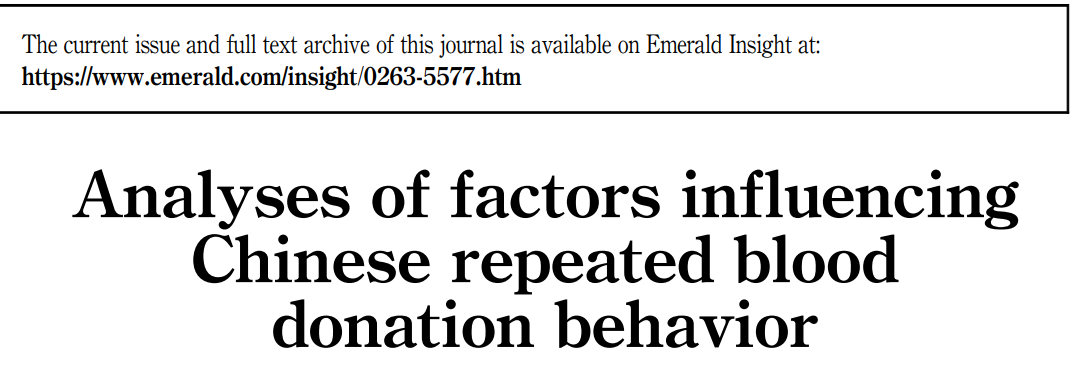 The current issue and full text archive of this journal is available on Emerald Insight at:
https://www.emerald.com/insight/0263-5577.htm
Analyses of factors influencing
Chinese repeated blood
donation behavior